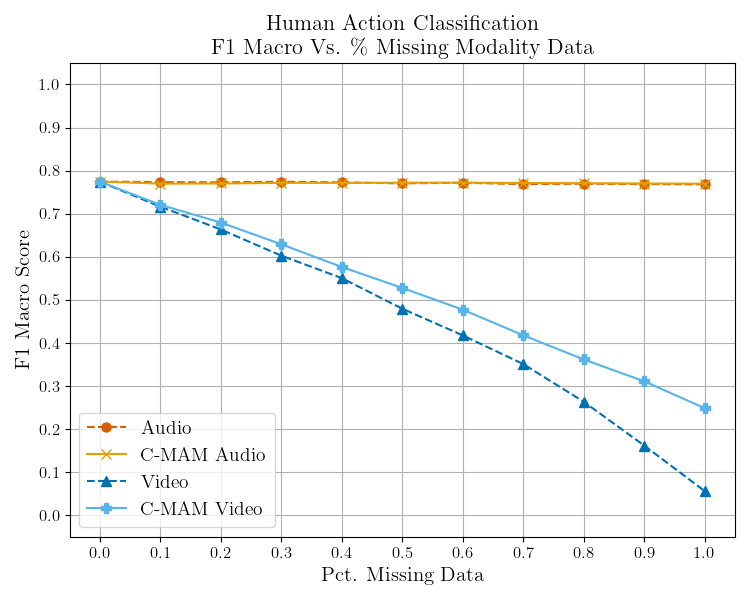 Human Action Classification
F1 Macro Vs. % Missing Modality Data
F1 Macro Score
1.0
0.9
0.8
0.7
0.6
0.5
0.4
0.3
0.2
0.1
0.0
Audio
C-MAM Audio
Video
C-MAM Video
0.0 0.1 0.2 0.3 0.4 0.5 0.6 0.7 0.8 0.9 1.0
Pct. Missing Data